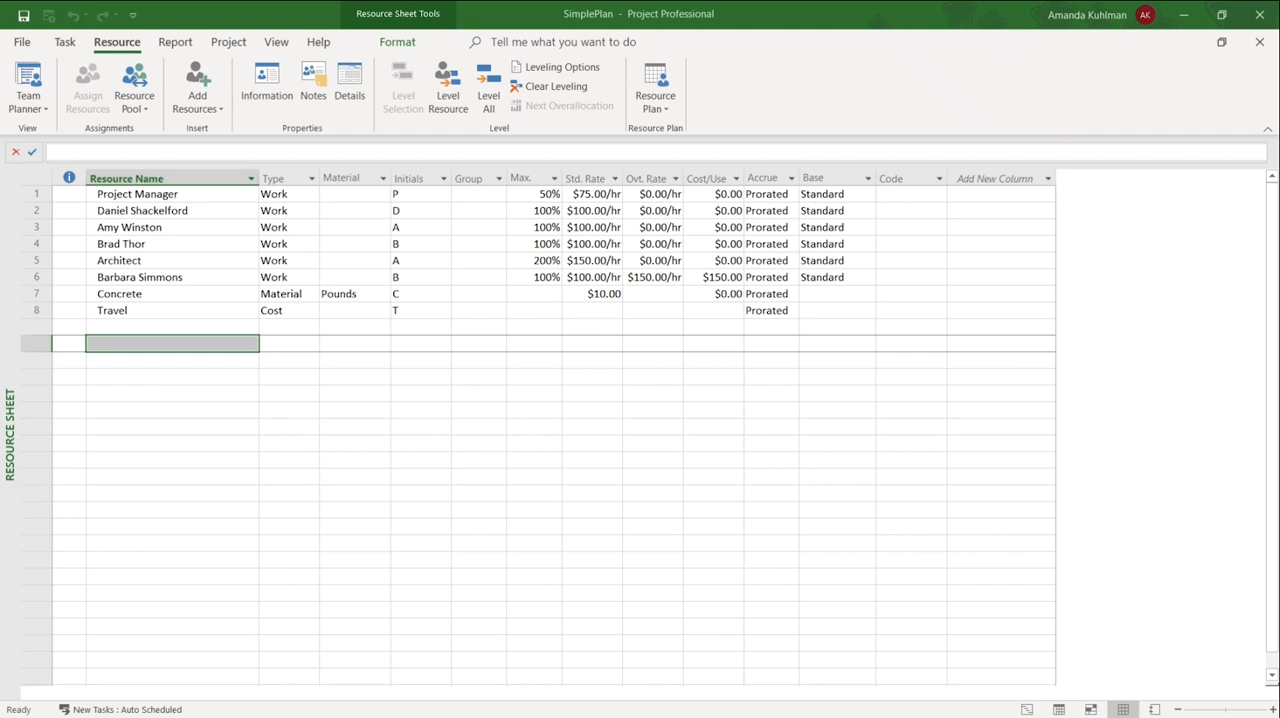 Resource Sheet Tools
SimplePlan - Project Professional
Amanda Kuhlman AK
File Task Resource Report Project View Help Format Tell me what you want to do
Team Planner
Assign Resources
Resource Pool
Add Resources
Information
Notes
Details
Level Selection
Level Resource
Level All
Leveling Options
Clear Leveling
Next Overallocation
Resource Plan
View Assignments Insert Properties Level Resource Plan
Resource Name Type Material Initials Group Max. Std. Rate Ovt. Rate Cost/Use Accrue Base Code Add New Column
1 Project Manager Work P 50% $75.00/hr $0.00/hr $0.00 Prorated Standard
2 Daniel Shackelford Work D 100% $100.00/hr $0.00/hr $0.00 Prorated Standard
3 Amy Winston Work A 100% $100.00/hr $0.00/hr $0.00 Prorated Standard
4 Brad Thor Work B 100% $100.00/hr $0.00/hr $0.00 Prorated Standard
5 Architect Work A 200% $150.00/hr $0.00/hr $0.00 Prorated Standard
6 Barbara Simmons Work B 100% $100.00/hr $150.00/hr $150.00 Prorated Standard
7 Concrete Material Pounds C $10.00 $0.00 Prorated
8 Travel Cost T Prorated
RESOURCE SHEET
Ready New Tasks : Auto Scheduled